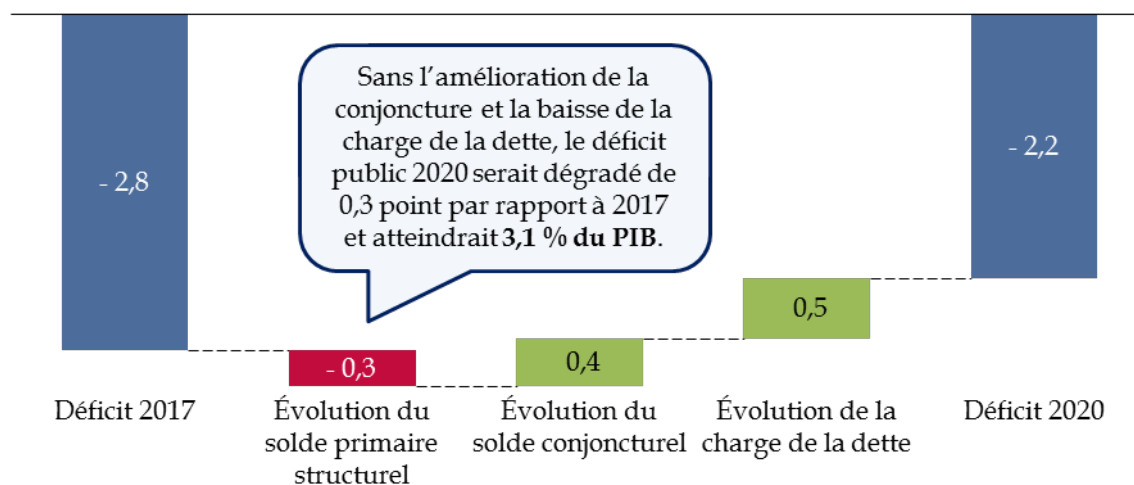 Sans l’amélioration de la
conjoncture et la baisse de la
charge de la dette, le déficit
public 2020 serait dégradé de
0,3 point par rapport à 2017
et atteindrait 3,1 % du PIB.
- 2,8
- 2,2
0,5
0,4
- 0,3
Déficit 2017
Évolution du
solde primaire
structurel
Évolution du
solde conjoncturel
Évolution de la
charge de la dette
Déficit 2020